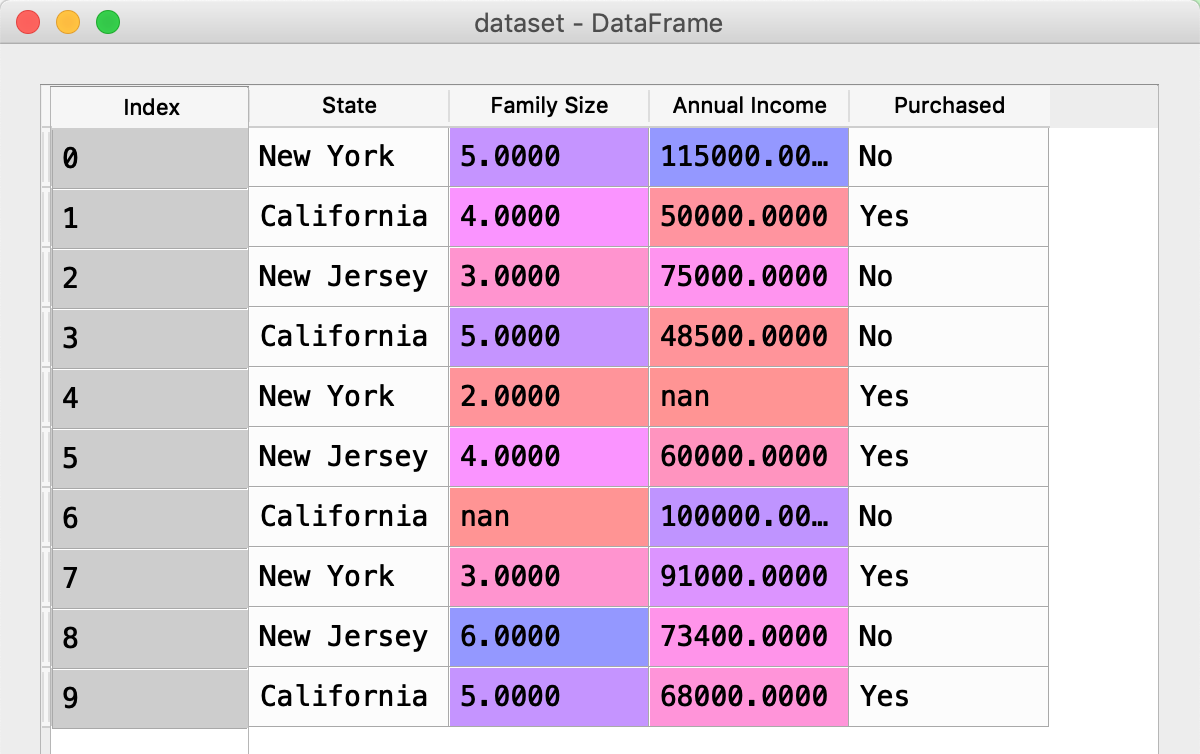 dataset - DataFrame
Index State Family Size Annual Income Purchased
0 New York 5.0000 115000.00… No
1 California 4.0000 50000.0000 Yes
2 New Jersey 3.0000 75000.0000 No
3 California 5.0000 48500.0000 No
4 New York 2.0000 nan Yes
5 New Jersey 4.0000 60000.0000 Yes
6 California nan 100000.00… No
7 New York 3.0000 91000.0000 Yes
8 New Jersey 6.0000 73400.0000 No
9 California 5.0000 68000.0000 Yes